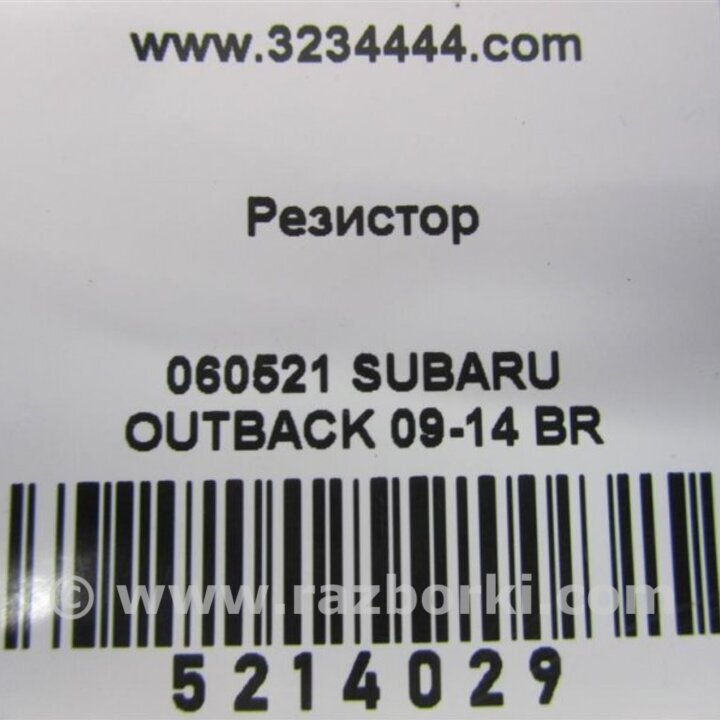 www.3234444.com
Резистор
060521 SUBARU
OUTBACK 09-14 BR
© www.razborki.com
5214029